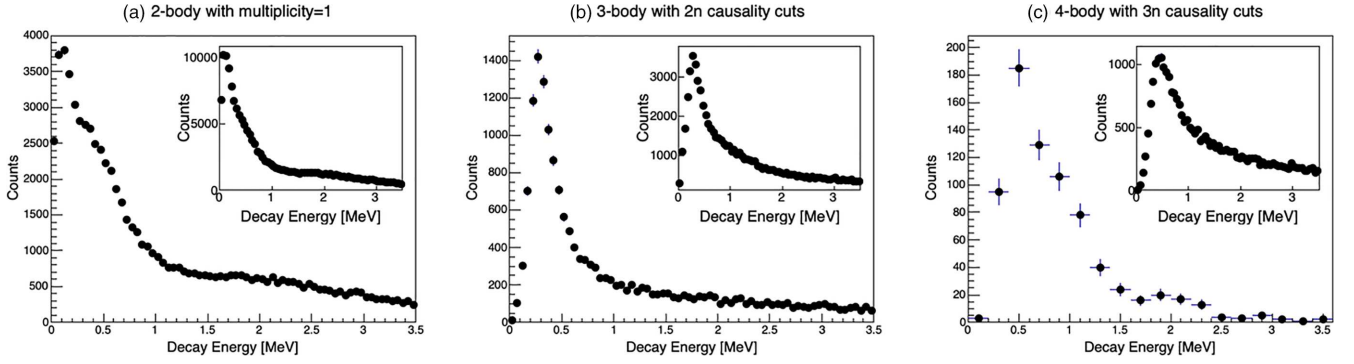 (a) 2-body with multiplicity=1
4000
3500
3000
2500
2000
1500
1000
500
0
Counts
0 0.5 1 1.5 2 2.5 3 3.5
Decay Energy [MeV]
10000
5000
0
Counts
0 1 2 3
Decay Energy [MeV]
(b) 3-body with 2n causality cuts
1400
1200
1000
800
600
400
200
0
Counts
0 0.5 1 1.5 2 2.5 3 3.5
Decay Energy [MeV]
3000
2000
1000
Counts
0 1 2 3
Decay Energy [MeV]
(c) 4-body with 3n causality cuts
200
180
160
140
120
100
80
60
40
20
0
Counts
0 0.5 1 1.5 2 2.5 3 3.5
Decay Energy [MeV]
1000
500
0
Counts
0 1 2 3
Decay Energy [MeV]